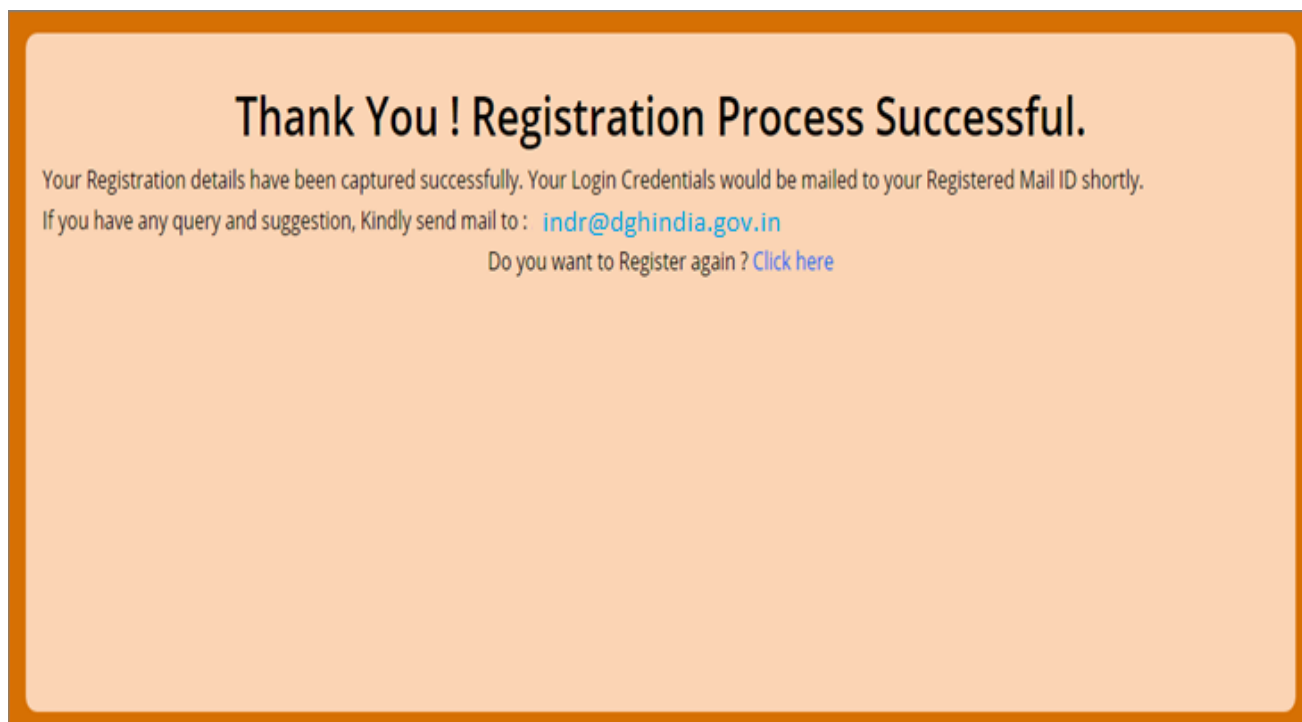 Thank You ! Registration Process Successful.
Your Registration details have been captured successfully. Your Login Credentials would be mailed to your Registered Mail ID shortly.
If you have any query and suggestion, Kindly send mail to : indr@dghindia.gov.in
Do you want to Register again ? Click here